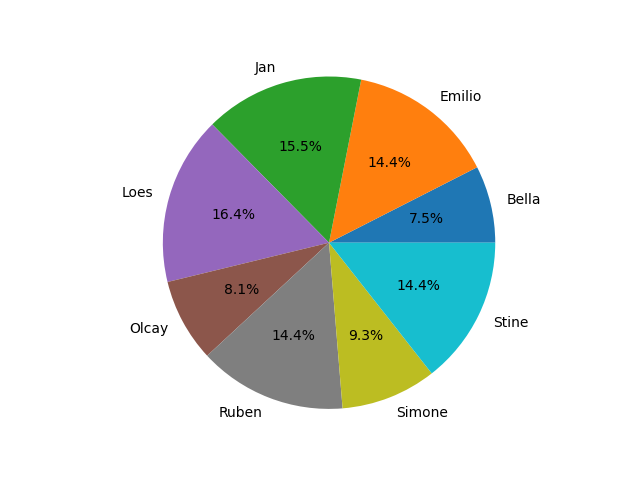 Jan
Emilio
15.5%
14.4%
Loes
Bella
16.4%
7.5%
8.1%
14.4%
Olcay
Stine
14.4%
9.3%
Ruben
Simone